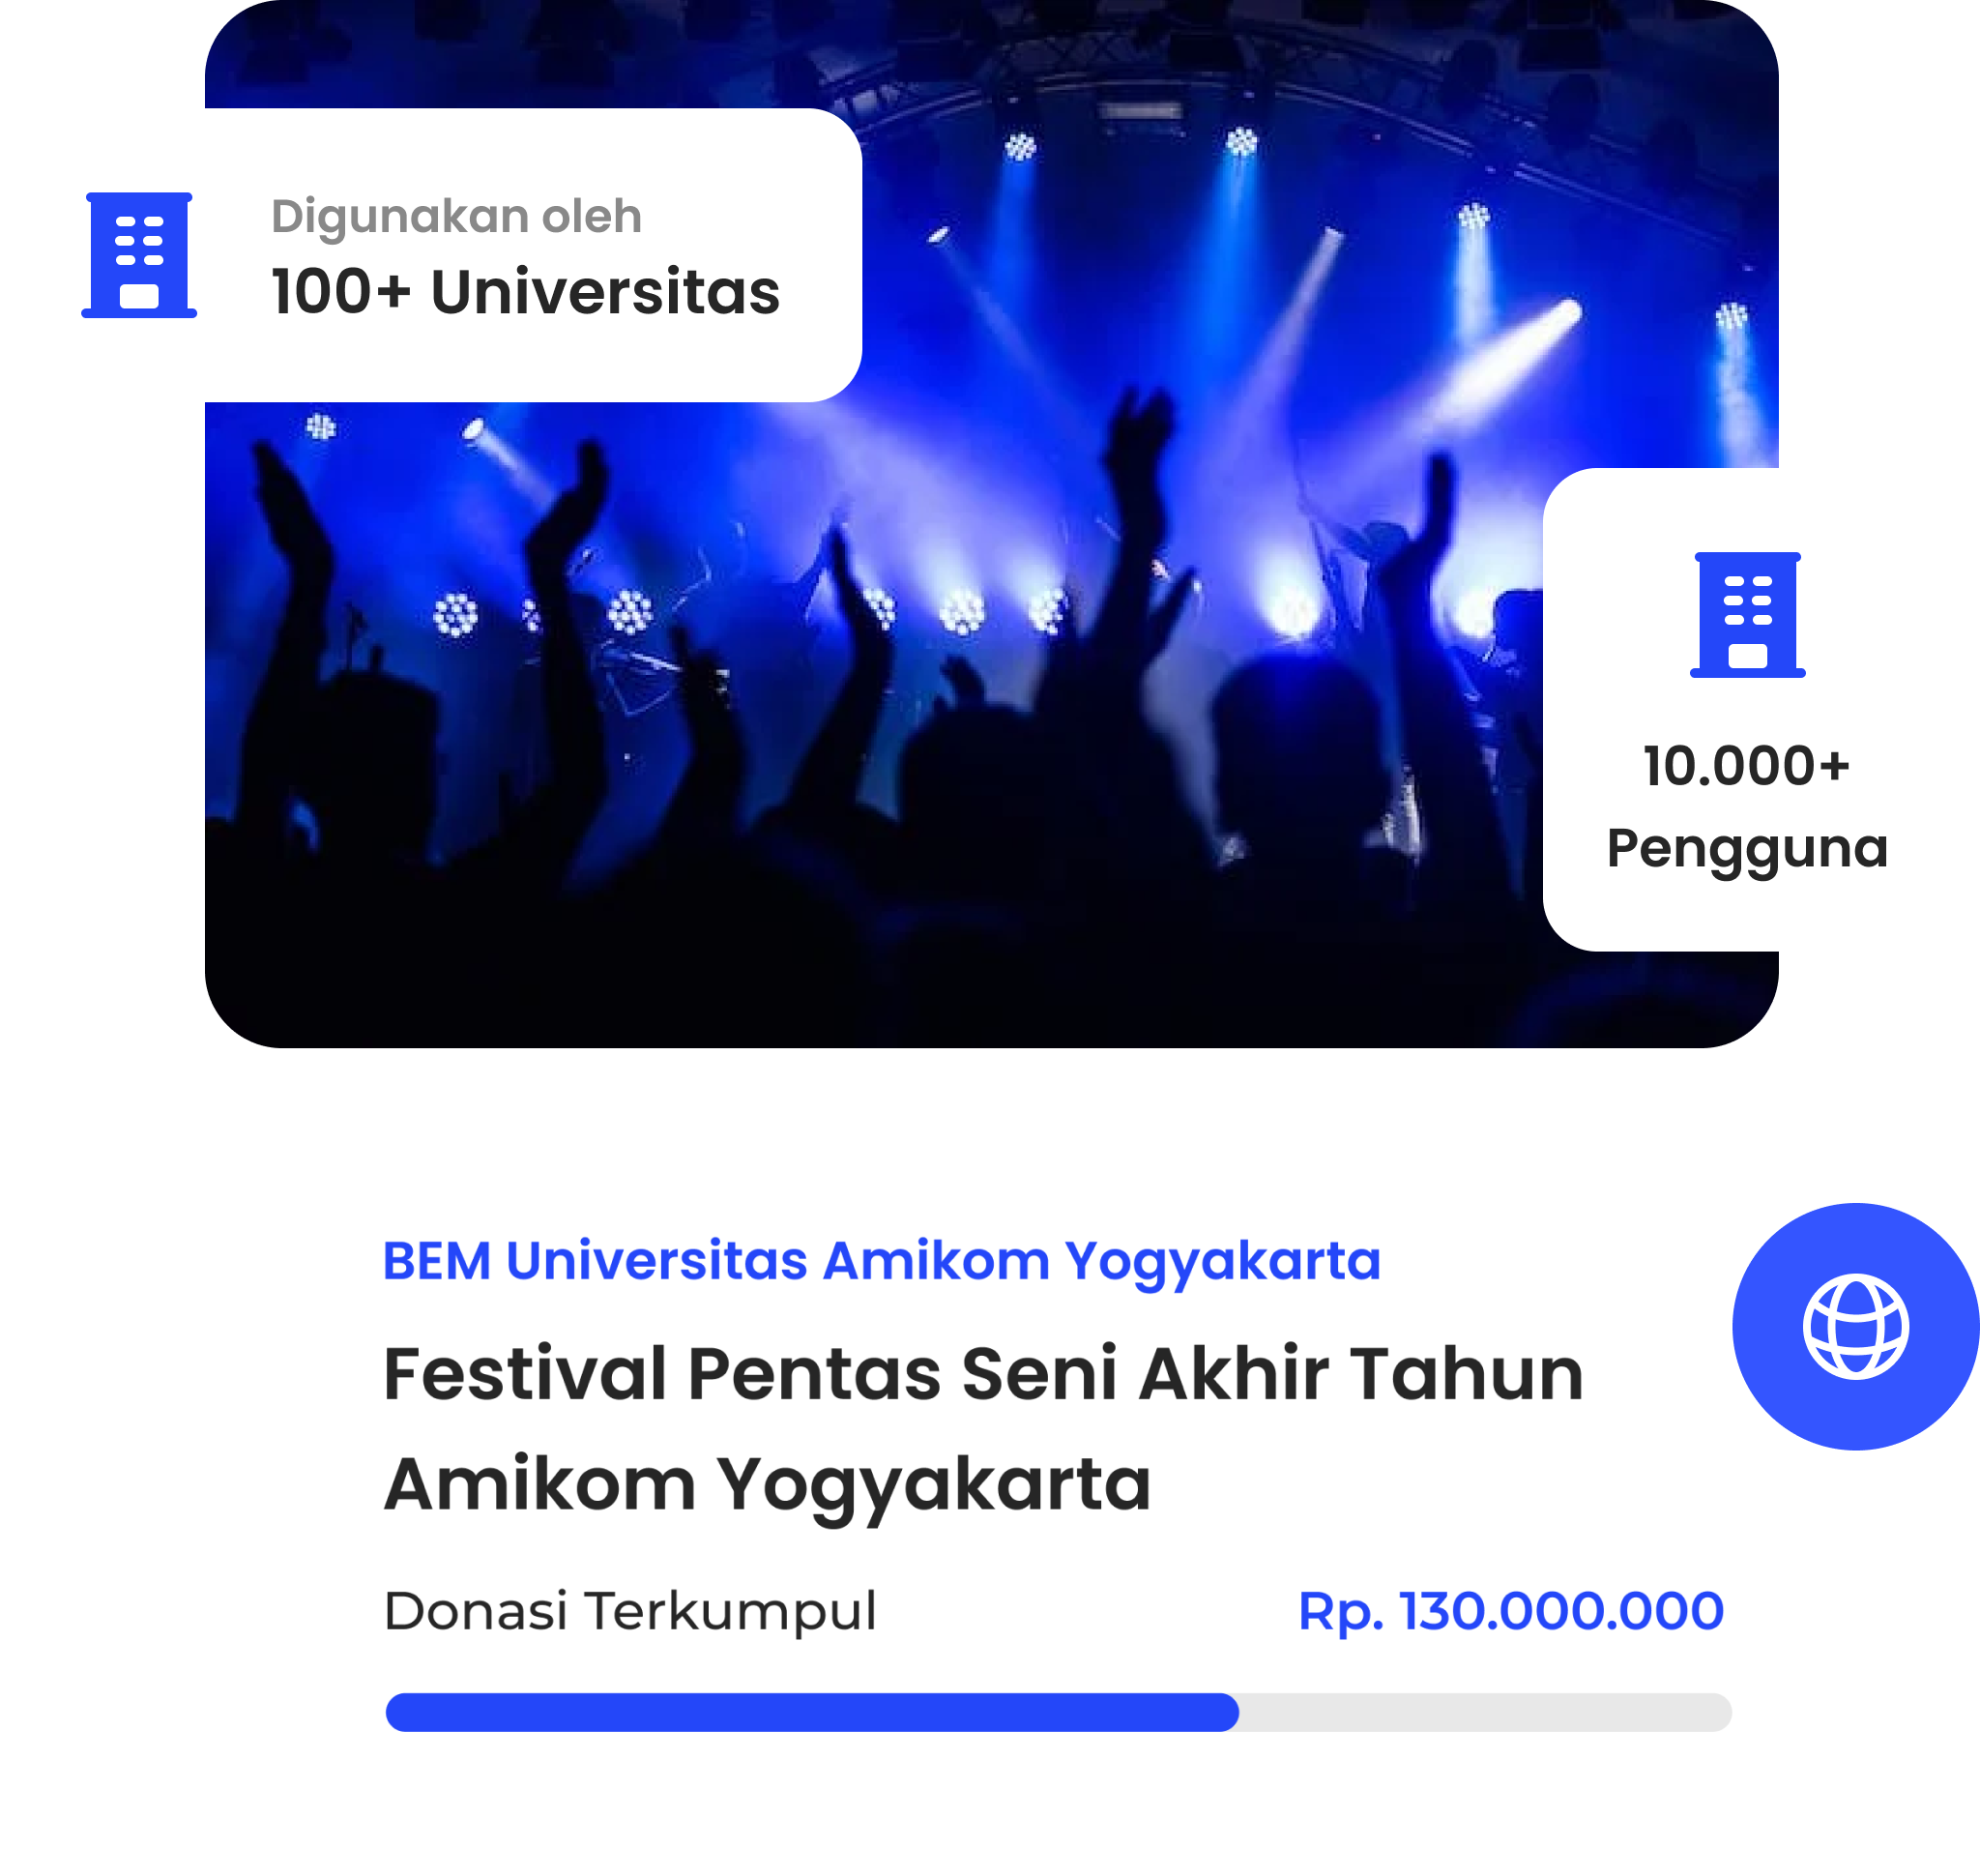 Digunakan oleh
100+ Universitas
10.000+
Pengguna
BEM Universitas Amikom Yogyakarta
Festival Pentas Seni Akhir Tahun
Amikom Yogyakarta
Donasi Terkumpul
Rp. 130.000.000